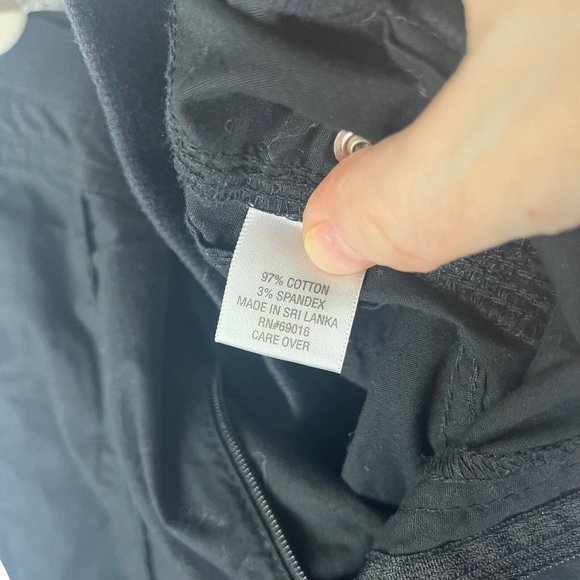 97% COTTON
3% SPANDEX
MADE IN SRI LANKA
RN#69016
CARE OVER